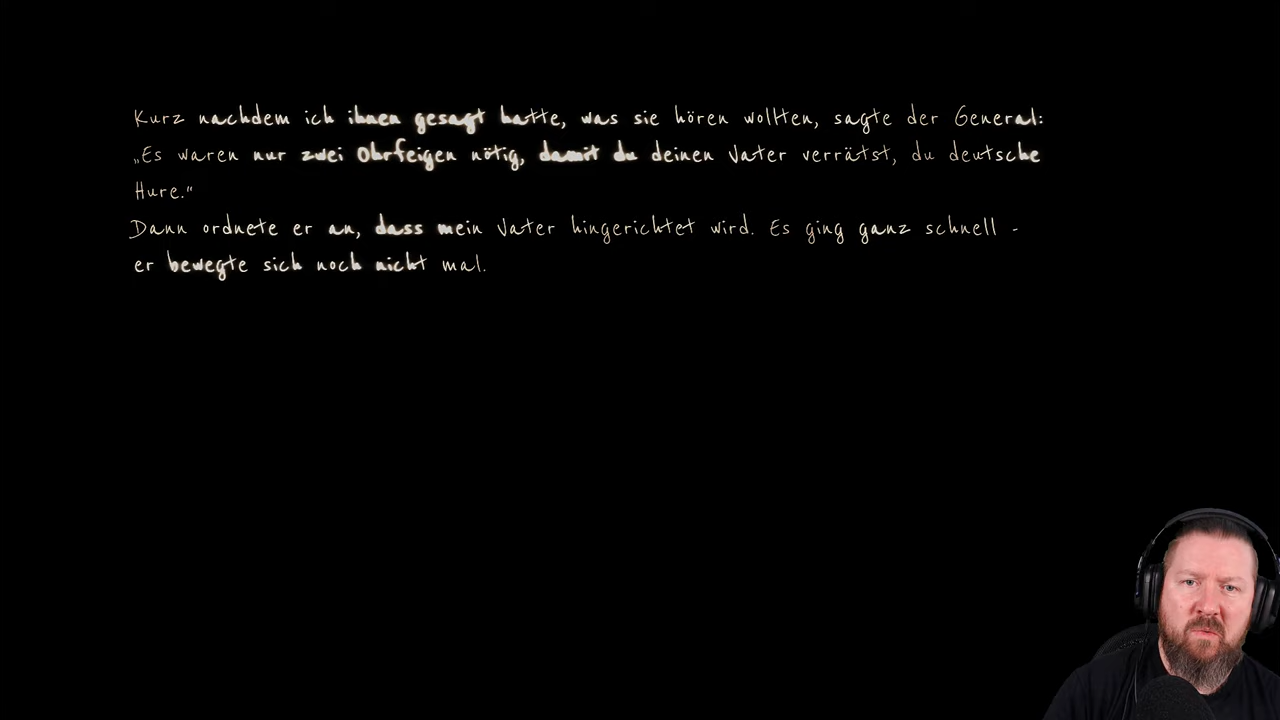 Kurz nachdem ich ihnen gesagt hatte, was sie hören wollten, sagte der General:
„Es waren nur zwei Ohrfeigen nötig, damit du deinen Vater verrätst, du deutsche
Hure.“
Dann ordnete er an, dass mein Vater hingerichtet wird. Es ging ganz schnell -
er bewegte sich noch nicht mal.